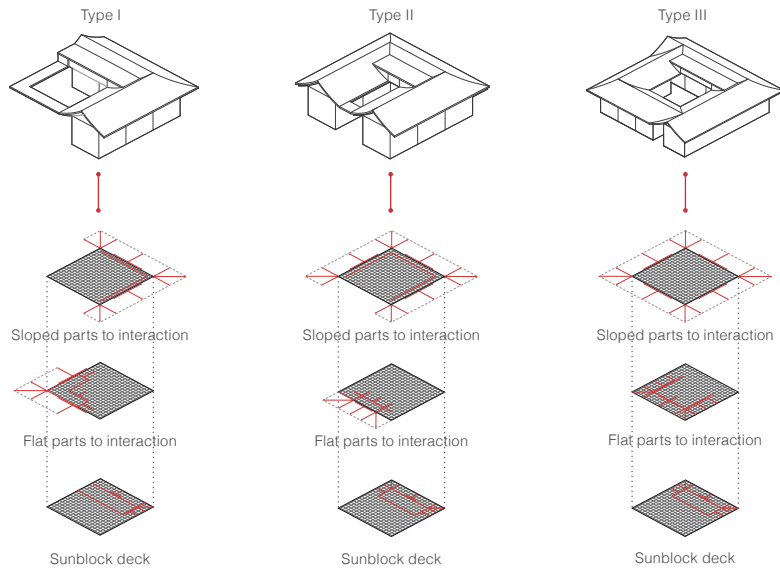 Type I
Type II
Type III
Sloped parts to interaction
Sloped parts to interaction
Sloped parts to interaction
Flat parts to interaction
Flat parts to interaction
Flat parts to interaction
Sunblock deck
Sunblock deck
Sunblock deck